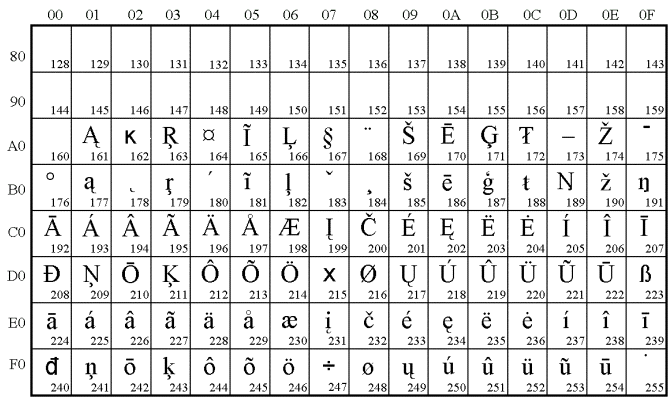 00 01 02 03 04 05 06 07 08 09 0A 0B 0C 0D 0E 0F
80
128 129 130 131 132 133 134 135 136 137 138 139 140 141 142 143
90
144 145 146 147 148 149 150 151 152 153 154 155 156 157 158 159
A0 Ą ĸ Ŗ ¤ Ĩ Ļ § ¨ Š Ē Ģ Ŧ – Ž ¯
160 161 162 163 164 165 166 167 168 169 170 171 172 173 174 175
B0 ° ą ˛ ŗ ´ ĩ ļ ˇ ¸ š ē ģ ŧ N ž ŋ
176 177 178 179 180 181 182 183 184 185 186 187 188 189 190 191
C0 Ā Á Â Ã Ä Å Æ Į Č É Ę Ë Ė Í Î Ī
192 193 194 195 196 197 198 199 200 201 202 203 204 205 206 207
D0 Đ Ņ Ō Ķ Ô Õ Ö × Ø Ų Ú Û Ü Ũ Ū ß
208 209 210 211 212 213 214 215 216 217 218 219 220 221 222 223
E0 ā á â ã ä å æ į č é ę ë ė í î ī
224 225 226 227 228 229 230 231 232 233 234 235 236 237 238 239
F0 đ ņ ō ķ ô õ ö ÷ ø ų ú û ü ũ ū ˙
240 241 242 243 244 245 246 247 248 249 250 251 252 253 254 255